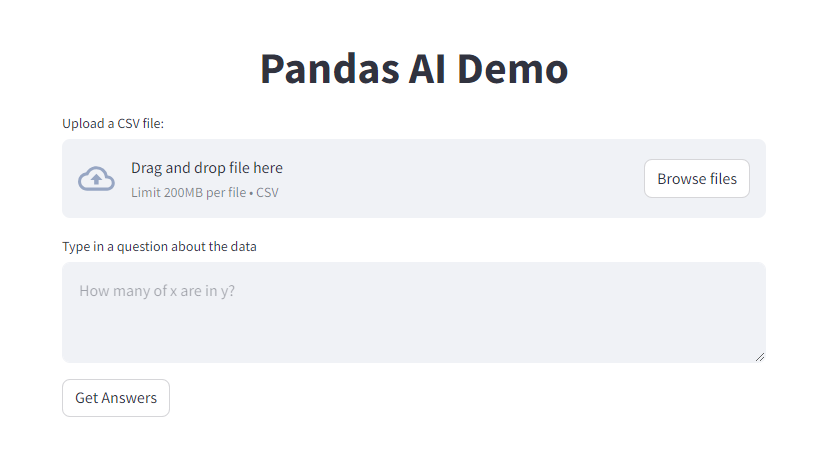 Pandas AI Demo
Upload a CSV file:
Drag and drop file here
Limit 200MB per file • CSV
Browse files
Type in a question about the data
How many of x are in y?
Get Answers